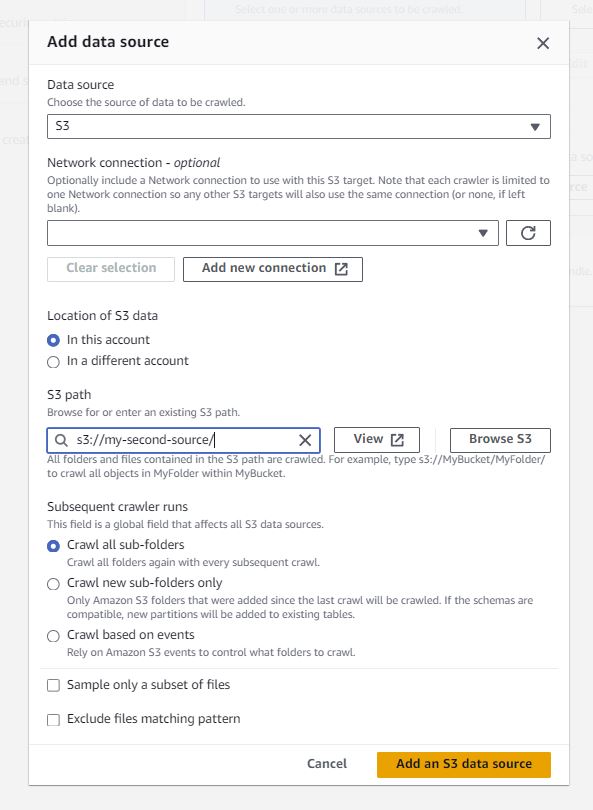 Select one or more data sources to be crawled.
Add data source
Data source
Choose the source of data to be crawled.
S3
Network connection - optional
Optionally include a Network connection to use with this S3 target. Note that each crawler is limited to
one Network connection so any other S3 targets will also use the same connection (or none, if left
blank).
Clear selection
Add new connection
Location of S3 data
In this account
In a different account
S3 path
Browse for or enter an existing S3 path.
s3://my-second-source/
View
Browse S3
All folders and files contained in the S3 path are crawled. For example, type s3://MyBucket/MyFolder/
to crawl all objects in MyFolder within MyBucket.
Subsequent crawler runs
This field is a global field that affects all S3 data sources.
Crawl all sub-folders
Crawl all folders again with every subsequent crawl.
Crawl new sub-folders only
Only Amazon S3 folders that were added since the last crawl will be crawled. If the schemas are
compatible, new partitions will be added to existing tables.
Crawl based on events
Rely on Amazon S3 events to control what folders to crawl.
Sample only a subset of files
Exclude files matching pattern
Cancel
Add an S3 data source